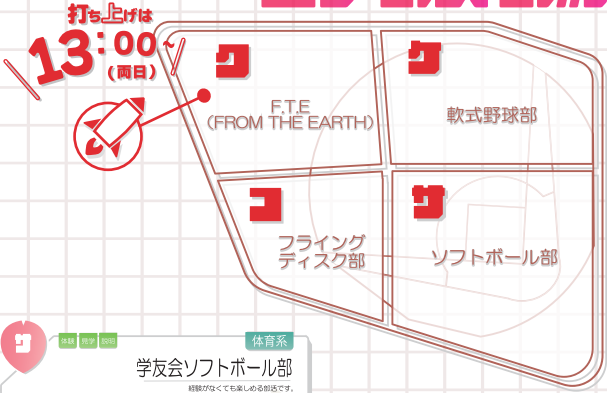 打ち上げは
13:00~
(両日)
ク
F.T.E
(FROM THE EARTH)
ケ
軟式野球部
コ
フライング
ディスク部
サ
ソフトボール部
サ
体験
見学
説明
体育系
学友会ソフトボール部
経験がなくても楽しめる部活です。